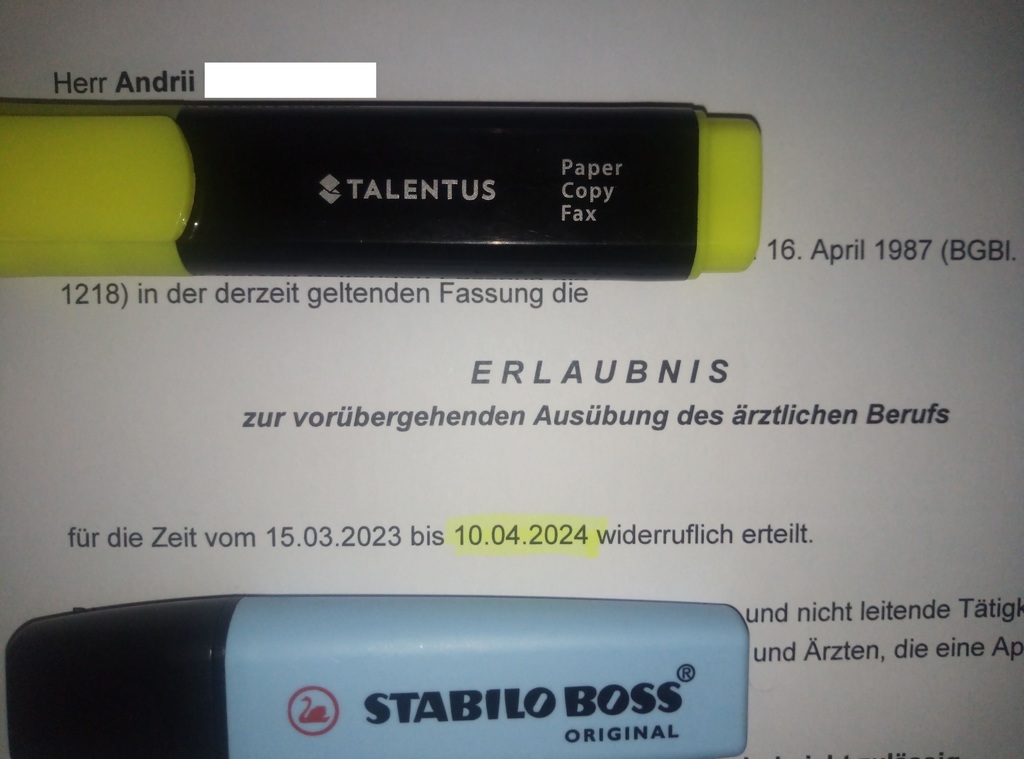 Herr Andrii
TALENTUS
Paper
Copy
Fax
. 16. April 1987 (BGBl.
1218) in der derzeit geltenden Fassung die
ERLAUBNIS
zur vorübergehenden Ausübung des ärztlichen Berufs
für die Zeit vom 15.03.2023 bis 10.04.2024 widerruflich erteilt.
und nicht leitende Tätigk
und Ärzten, die eine Ap
STABILO BOSS®
ORIGINAL